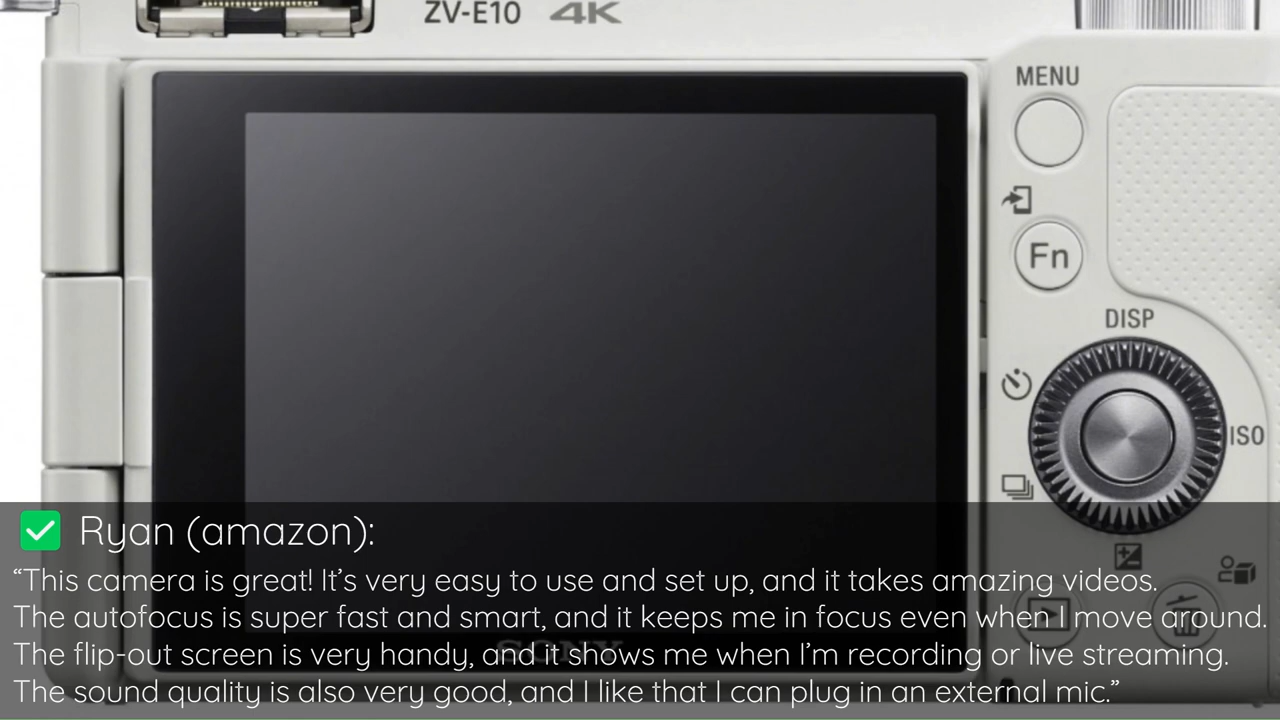 ZV-E10 4K
MENU
Fn
DISP
ISO
✅ Ryan (amazon):
“This camera is great! It’s very easy to use and set up, and it takes amazing videos.
The autofocus is super fast and smart, and it keeps me in focus even when I move around.
SONY
The flip-out screen is very handy, and it shows me when I’m recording or live streaming.
The sound quality is also very good, and I like that I can plug in an external mic.”